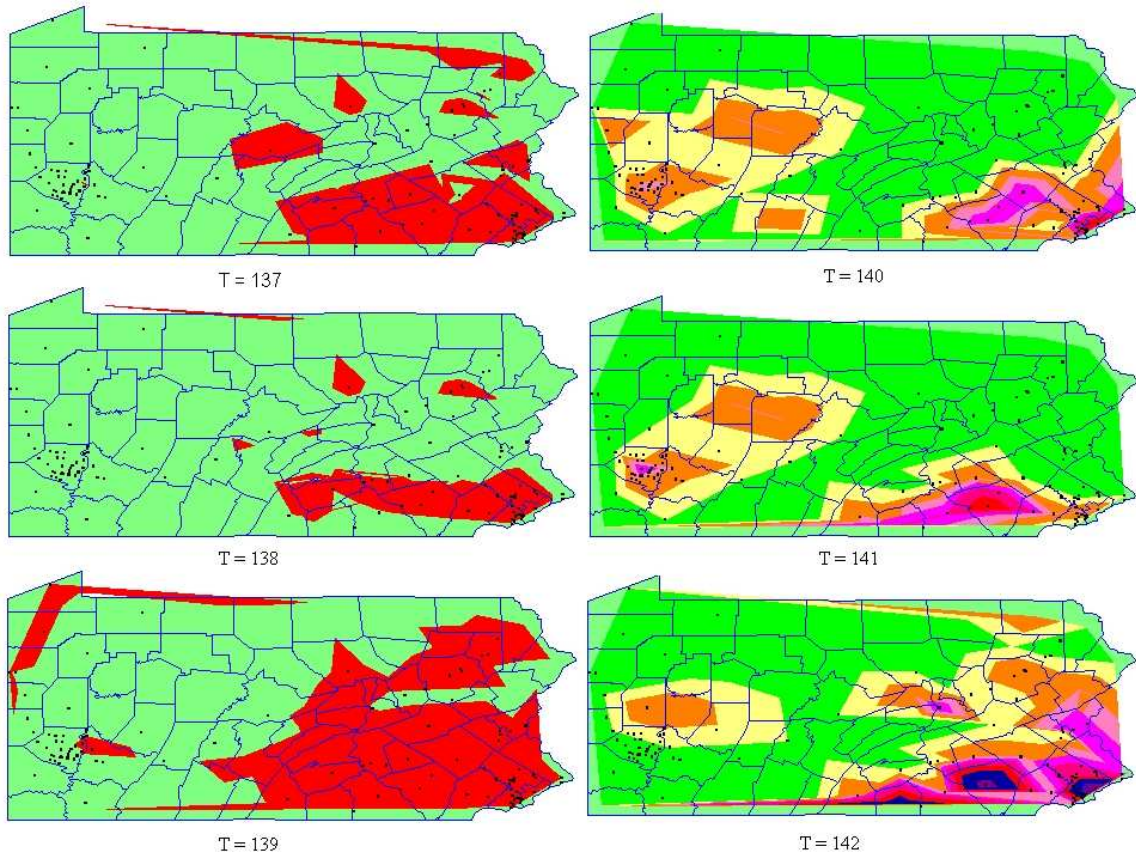 T = 137
T = 140
T = 138
T = 141
T = 139
T = 142